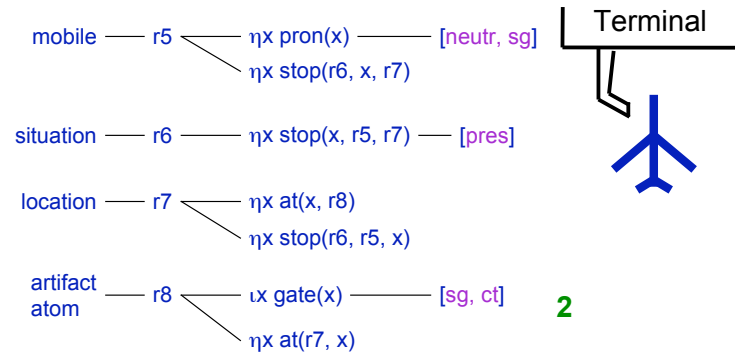 Terminal
mobile r5 ηx pron(x) [neutr, sg]
ηx stop(r6, x, r7)
situation r6 ηx stop(x, r5, r7) [pres]
location r7 ηx at(x, r8)
ηx stop(r6, r5, x)
artifact
atom r8 ιx gate(x) [sg, ct]
2
ηx at(r7, x)